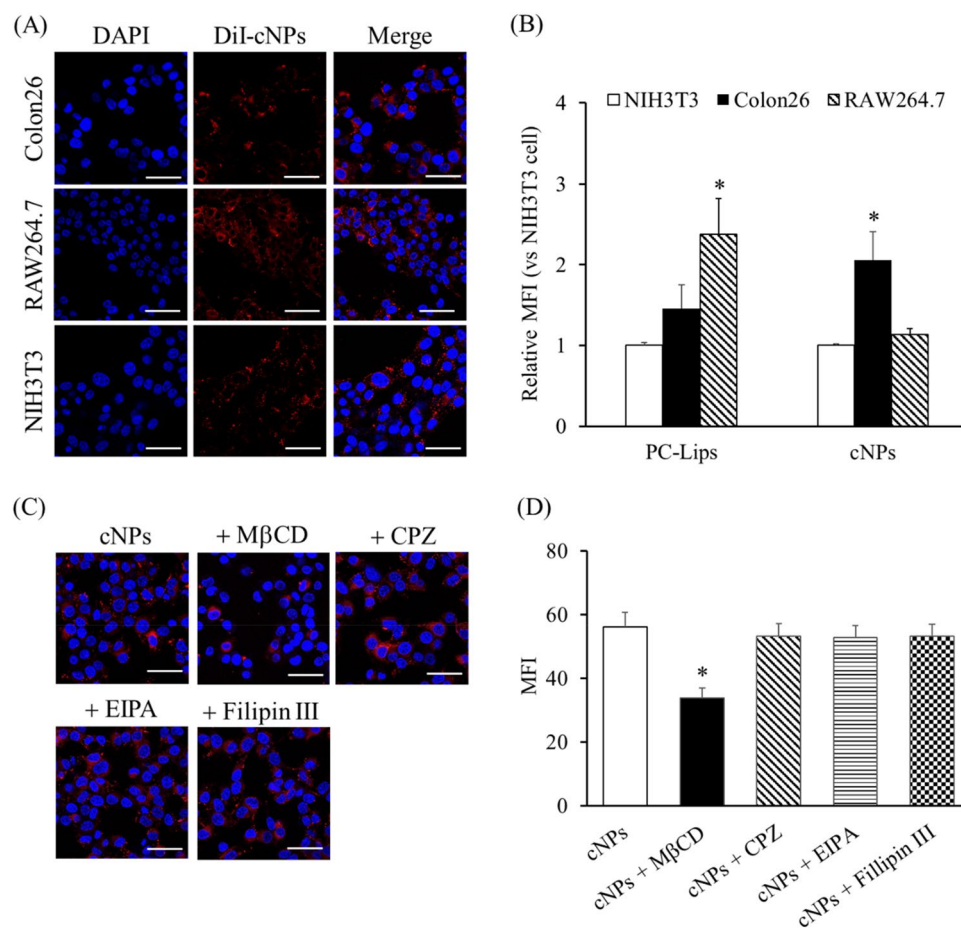 (A)
DAPI DiI-cNPs Merge
Colon26
RAW264.7
NIH3T3
(B)
NIH3T3 Colon26 RAW264.7
Relative MFI (vs NIH3T3 cell)
4
3
2
1
0
*
*
PC-Lips cNPs
(C)
cNPs + MβCD + CPZ
+ EIPA + Filipin III
(D)
MFI
80
60
40
20
0
*
cNPs
cNPs + MβCD
cNPs + CPZ
cNPs + EIPA
cNPs + Fillipin III